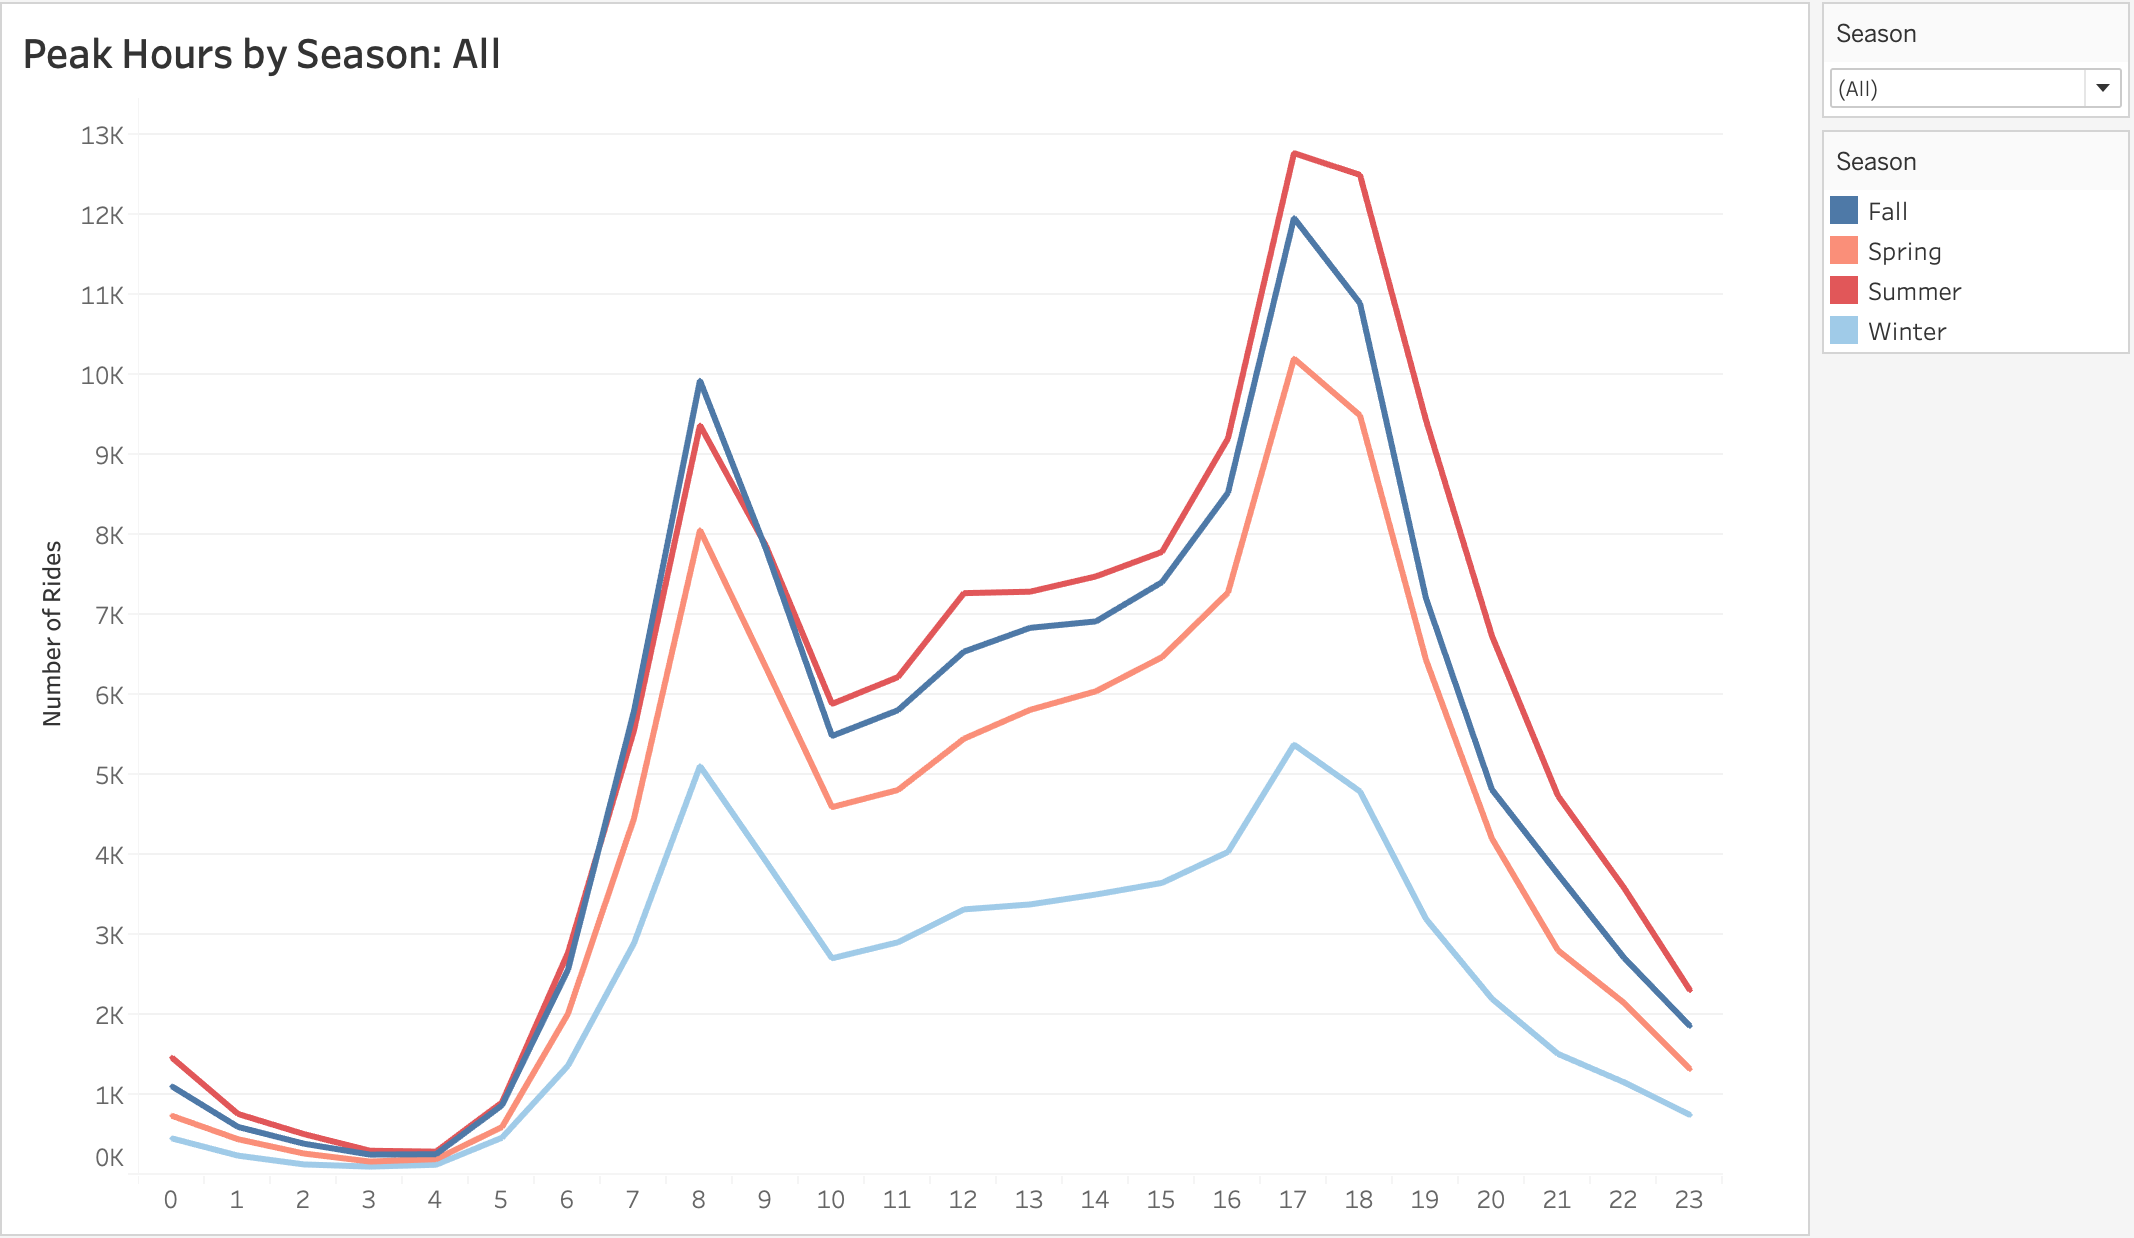 Peak Hours by Season: All
Season
(All)
Season
Fall
Spring
Summer
Winter
Number of Rides
13K
12K
11K
10K
9K
8K
7K
6K
5K
4K
3K
2K
1K
0K
0 1 2 3 4 5 6 7 8 9 10 11 12 13 14 15 16 17 18 19 20 21 22 23